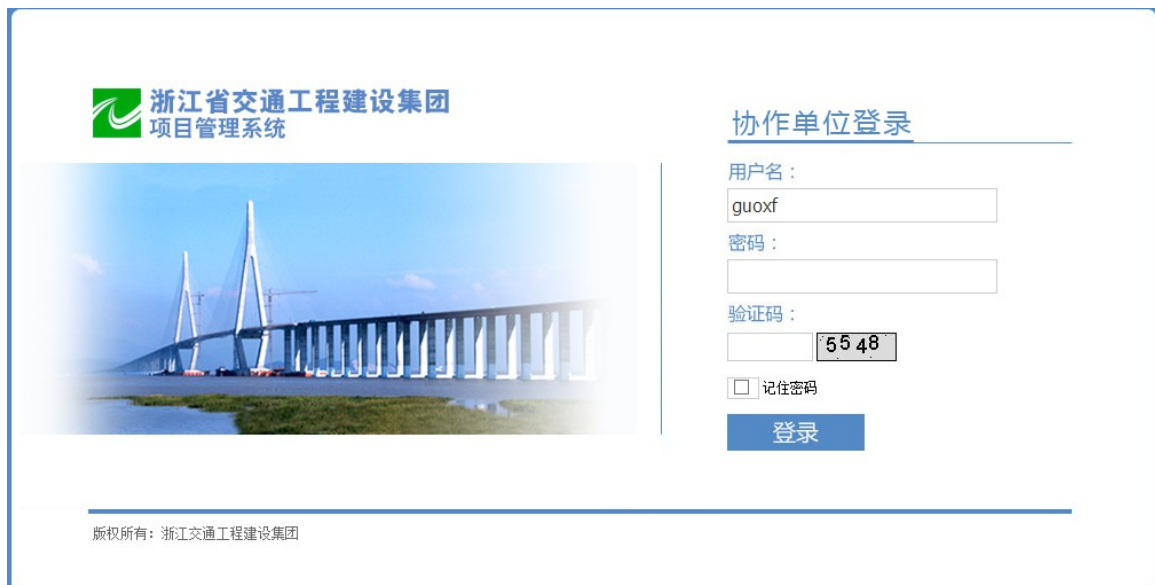 浙江省交通工程建设集团
项目管理系统
协作单位登录
用户名：
guoxf
密码：
验证码：
5548
记住密码
登录
版权所有：浙江交通工程建设集团